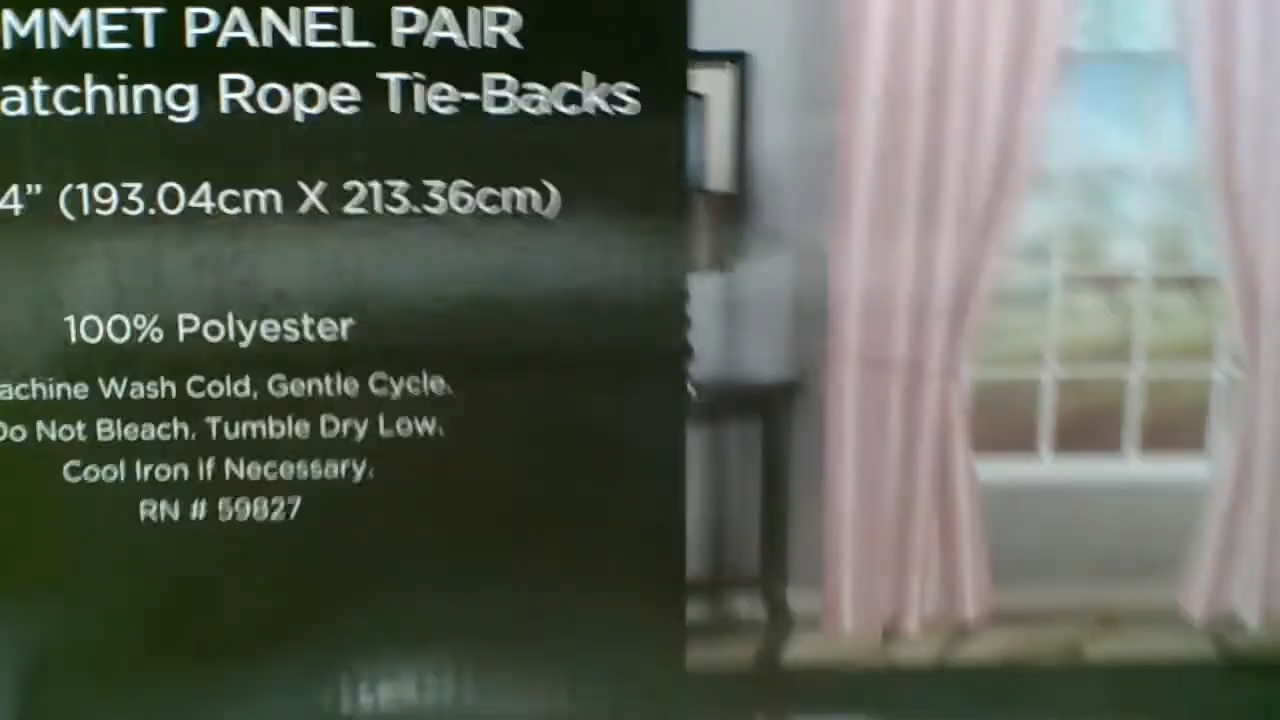 MMET PANEL PAIR
atching Rope Tie-Backs
4” (193.04cm X 213.36cm)
100% Polyester
achine Wash Cold, Gentle Cycle.
Do Not Bleach. Tumble Dry Low.
Cool Iron if Necessary.
RN # 59827